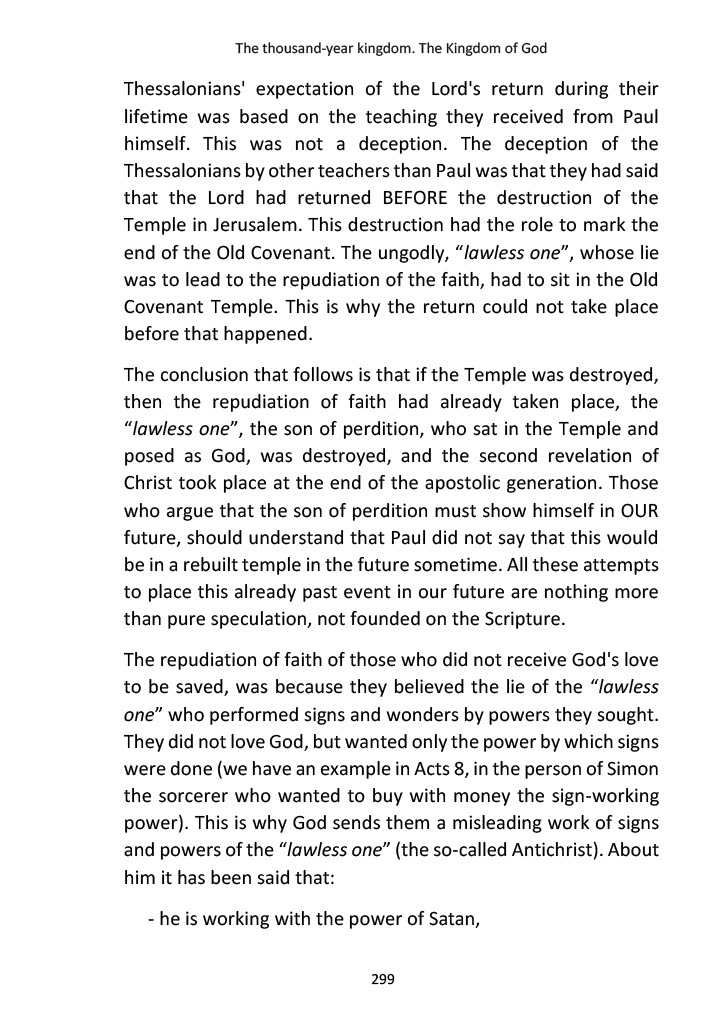 The thousand-year kingdom. The Kingdom of God
Thessalonians' expectation of the Lord's return during their
lifetime was based on the teaching they received from Paul
himself. This was not a deception. The deception of the
Thessalonians by other teachers than Paul was that they had said
that the Lord had returned BEFORE the destruction of the
Temple in Jerusalem. This destruction had the role to mark the
end of the Old Covenant. The ungodly, “lawless one”, whose lie
was to lead to the repudiation of the faith, had to sit in the Old
Covenant Temple. This is why the return could not take place
before that happened.
The conclusion that follows is that if the Temple was destroyed,
then the repudiation of faith had already taken place, the
“lawless one”, the son of perdition, who sat in the Temple and
posed as God, was destroyed, and the second revelation of
Christ took place at the end of the apostolic generation. Those
who argue that the son of perdition must show himself in OUR
future, should understand that Paul did not say that this would
be in a rebuilt temple in the future sometime. All these attempts
to place this already past event in our future are nothing more
than pure speculation, not founded on the Scripture.
The repudiation of faith of those who did not receive God's love
to be saved, was because they believed the lie of the “lawless
one” who performed signs and wonders by powers they sought.
They did not love God, but wanted only the power by which signs
were done (we have an example in Acts 8, in the person of Simon
the sorcerer who wanted to buy with money the sign-working
power). This is why God sends them a misleading work of signs
and powers of the “lawless one” (the so-called Antichrist). About
him it has been said that:
- he is working with the power of Satan,
299